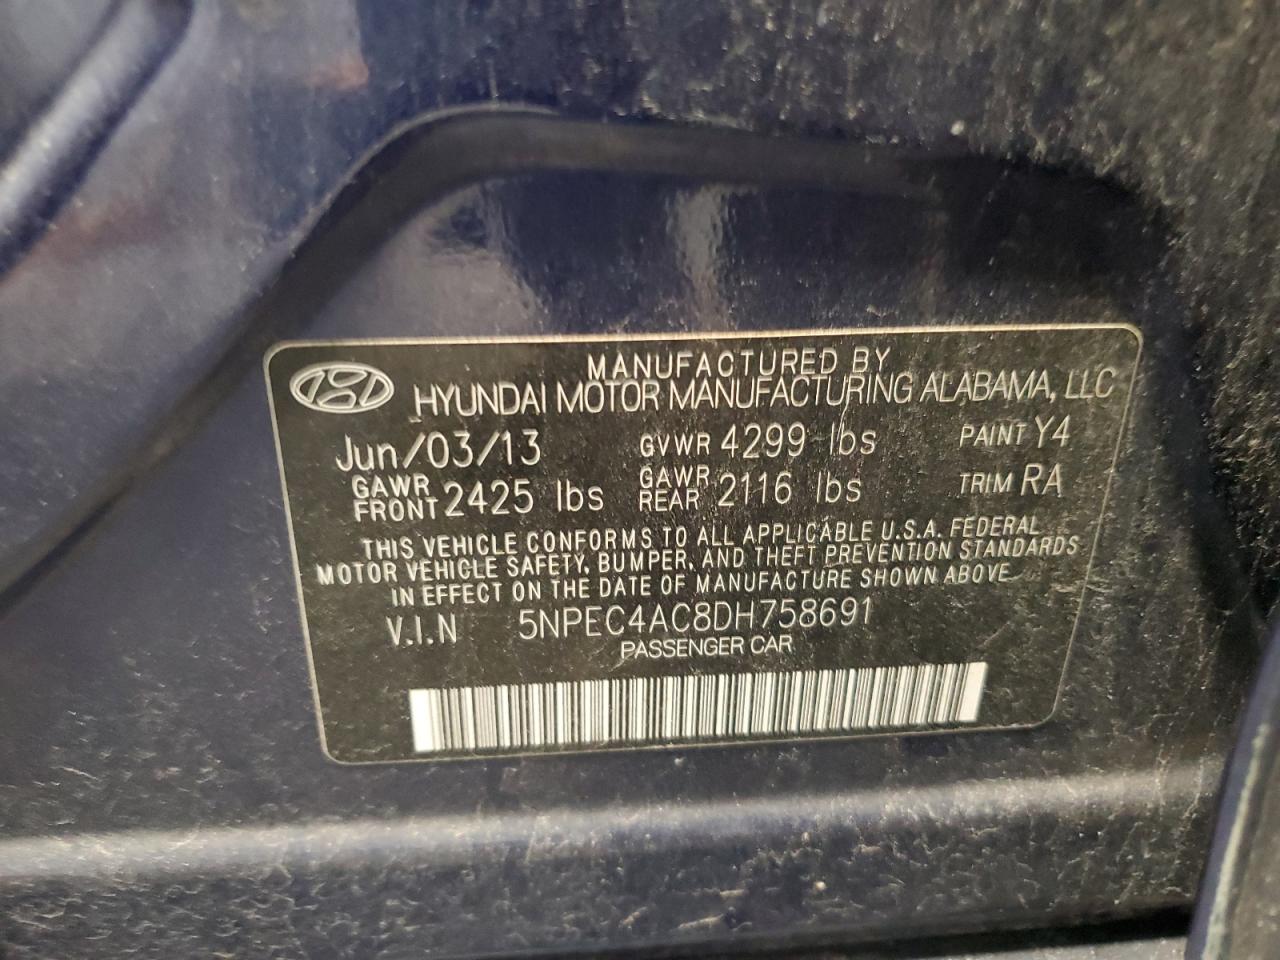 MANUFACTURED BY
HYUNDAI MOTOR MANUFACTURING ALABAMA, LLC
Jun/03/13 GVWR 4299 lbs PAINT Y4
GAWR FRONT 2425 lbs GAWR REAR 2116 lbs TRIM RA
THIS VEHICLE CONFORMS TO ALL APPLICABLE U.S.A. FEDERAL
MOTOR VEHICLE SAFETY, BUMPER, AND THEFT PREVENTION STANDARDS
IN EFFECT ON THE DATE OF MANUFACTURE SHOWN ABOVE
V.I.N 5NPEC4AC8DH758691
PASSENGER CAR